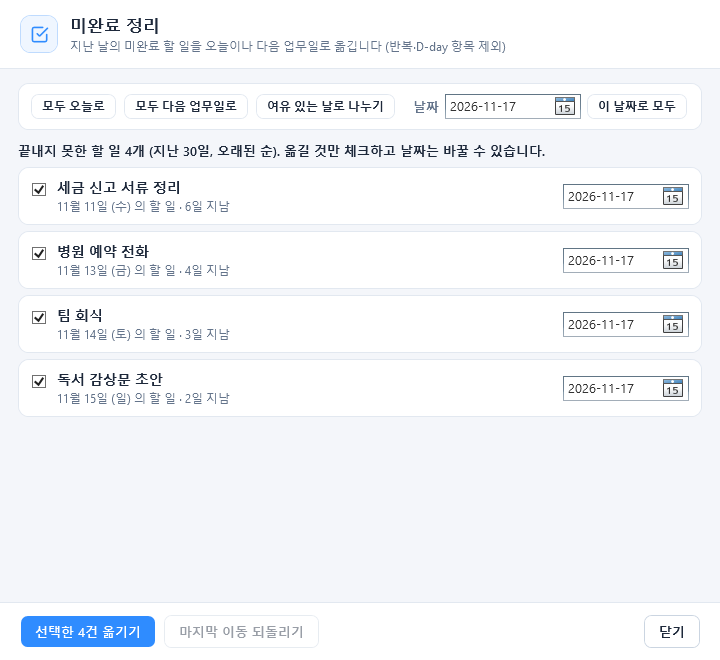 미완료 정리
지난 날의 미완료 할 일을 오늘이나 다음 업무일로 옮깁니다 (반복·D-day 항목 제외)
모두 오늘로
모두 다음 업무일로
여유 있는 날로 나누기
날짜
2026-11-17
15
이 날짜로 모두
끝내지 못한 할 일 4개 (지난 30일, 오래된 순). 옮길 것만 체크하고 날짜는 바꿀 수 있습니다.
세금 신고 서류 정리
11월 11일 (수) 의 할 일 · 6일 지남
2026-11-17
15
병원 예약 전화
11월 13일 (금) 의 할 일 · 4일 지남
2026-11-17
15
팀 회식
11월 14일 (토) 의 할 일 · 3일 지남
2026-11-17
15
독서 감상문 초안
11월 15일 (일) 의 할 일 · 2일 지남
2026-11-17
15
선택한 4건 옮기기
마지막 이동 되돌리기
닫기